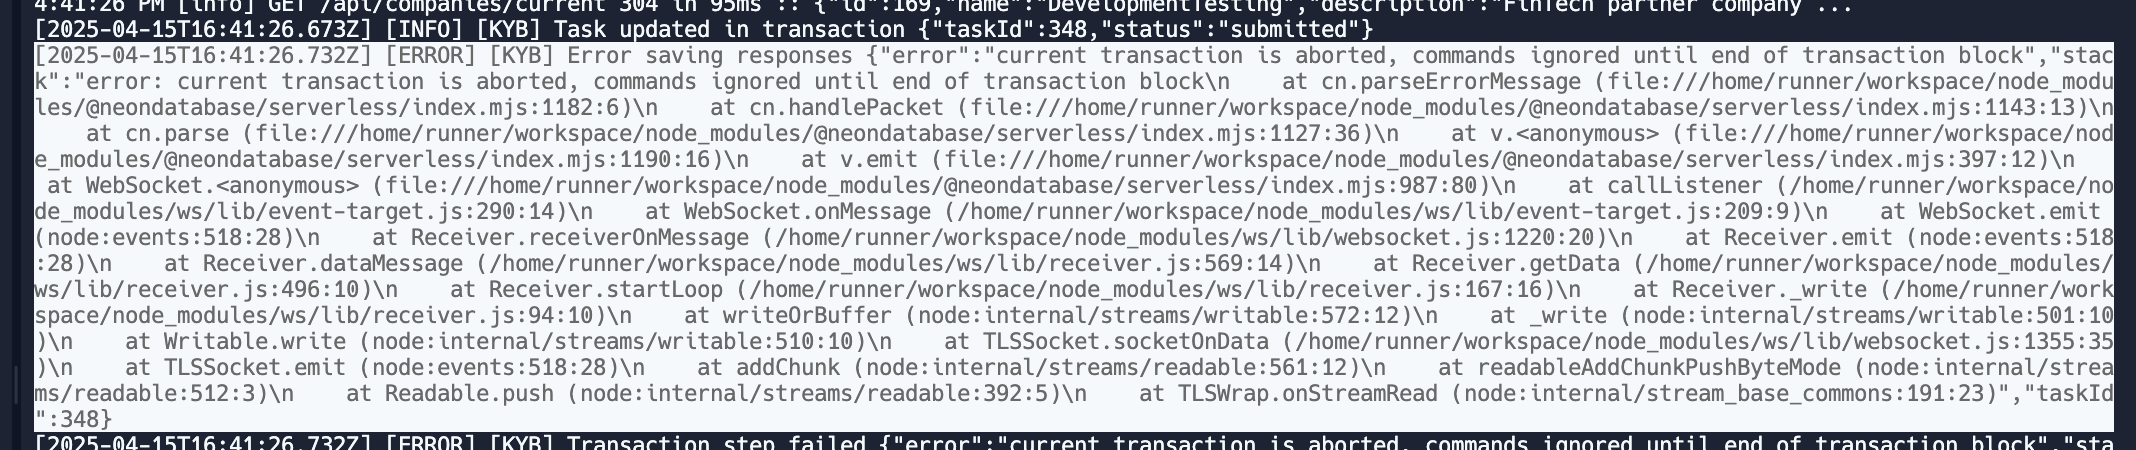 4:41:26 PM [info] GET /api/companies/current 304 in 95ms :: {"id":169,"name":"DevelopmentTesting","description":"FinTech partner company ...
[2025-04-15T16:41:26.673Z] [INFO] [KYB] Task updated in transaction {"taskId":348,"status":"submitted"}
[2025-04-15T16:41:26.732Z] [ERROR] [KYB] Error saving responses {"error":"current transaction is aborted, commands ignored until end of transaction block","stac
k":"error: current transaction is aborted, commands ignored until end of transaction block\n    at cn.parseErrorMessage (file:///home/runner/workspace/node_modu
les/@neondatabase/serverless/index.mjs:1182:6)\n    at cn.handlePacket (file:///home/runner/workspace/node_modules/@neondatabase/serverless/index.mjs:1143:13)\n
    at cn.parse (file:///home/runner/workspace/node_modules/@neondatabase/serverless/index.mjs:1127:36)\n    at v.<anonymous> (file:///home/runner/workspace/nod
e_modules/@neondatabase/serverless/index.mjs:1190:16)\n    at v.emit (file:///home/runner/workspace/node_modules/@neondatabase/serverless/index.mjs:397:12)\n
 at WebSocket.<anonymous> (file:///home/runner/workspace/node_modules/@neondatabase/serverless/index.mjs:987:80)\n    at callListener (/home/runner/workspace/no
de_modules/ws/lib/event-target.js:290:14)\n    at WebSocket.onMessage (/home/runner/workspace/node_modules/ws/lib/event-target.js:209:9)\n    at WebSocket.emit
(node:events:518:28)\n    at Receiver.receiverOnMessage (/home/runner/workspace/node_modules/ws/lib/websocket.js:1220:20)\n    at Receiver.emit (node:events:518
:28)\n    at Receiver.dataMessage (/home/runner/workspace/node_modules/ws/lib/receiver.js:569:14)\n    at Receiver.getData (/home/runner/workspace/node_modules/
ws/lib/receiver.js:496:10)\n    at Receiver.startLoop (/home/runner/workspace/node_modules/ws/lib/receiver.js:167:16)\n    at Receiver._write (/home/runner/work
space/node_modules/ws/lib/receiver.js:94:10)\n    at writeOrBuffer (node:internal/streams/writable:572:12)\n    at _write (node:internal/streams/writable:501:10
)\n    at Writable.write (node:internal/streams/writable:510:10)\n    at TLSSocket.socketOnData (/home/runner/workspace/node_modules/ws/lib/websocket.js:1355:35
)\n    at TLSSocket.emit (node:events:518:28)\n    at addChunk (node:internal/streams/readable:561:12)\n    at readableAddChunkPushByteMode (node:internal/strea
ms/readable:512:3)\n    at Readable.push (node:internal/streams/readable:392:5)\n    at TLSWrap.onStreamRead (node:internal/stream_base_commons:191:23)","taskId
":348}
[2025-04-15T16:41:26.732Z] [ERROR] [KYB] Transaction step failed {"error":"current transaction is aborted, commands ignored until end of transaction block","sta